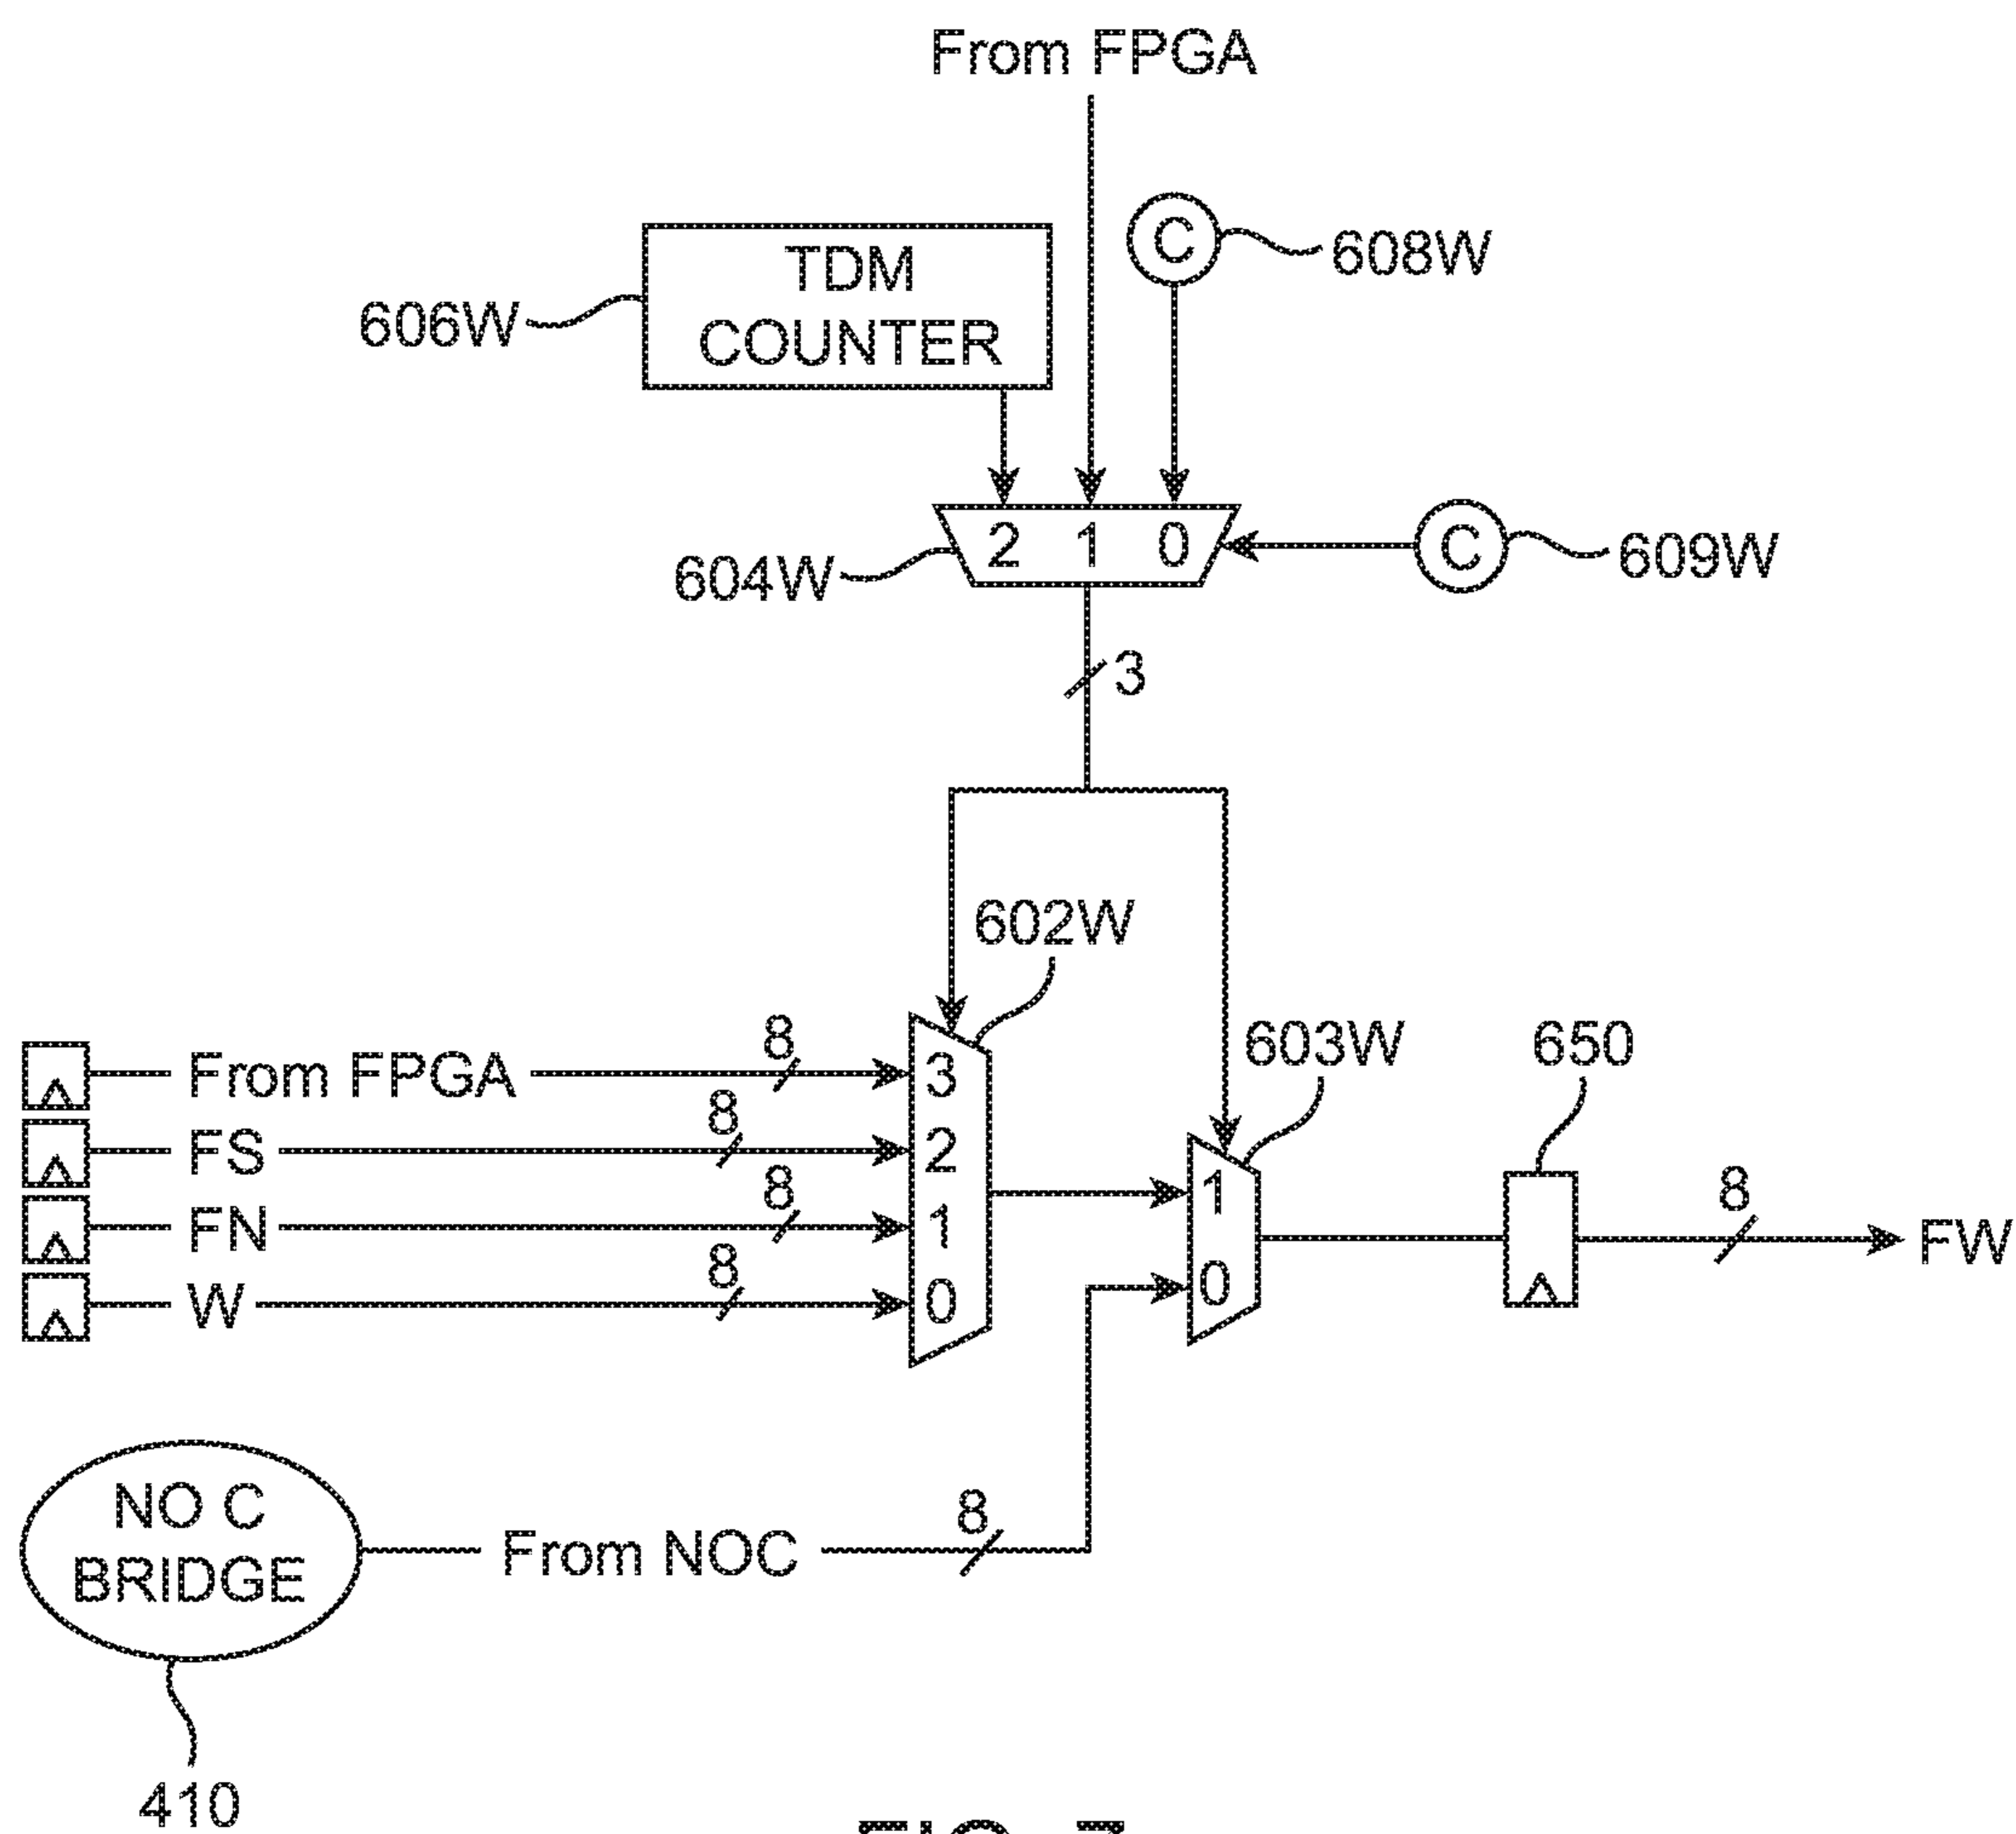 From FPGA
C
608W
TDM
COUNTER
606W
2 1 0
C
609W
604W
3
602W
603W
650
From FPGA
8
3
FS
8
2
FN
8
1
W
8
0
1
0
8
FW
NO C
BRIDGE
From NOC
8
410